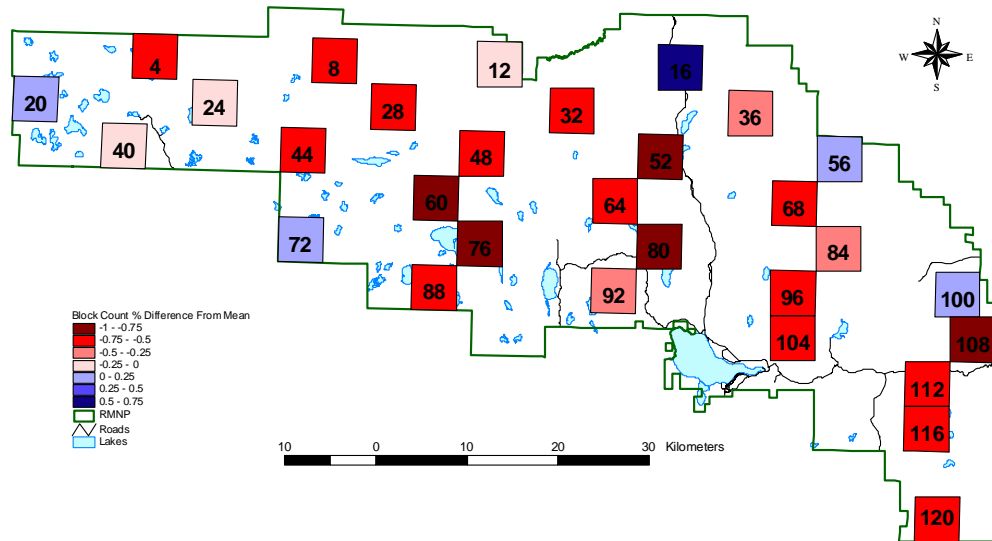 N
W
E
S
4
8
12
16
20
24
28
32
36
40
44
48
52
56
60
64
68
72
76
80
84
88
92
96
100
104
108
112
116
120
Block Count % Difference From Mean
-1 - -0.75
-0.75 - -0.5
-0.5 - -0.25
-0.25 - 0
0 - 0.25
0.25 - 0.5
0.5 - 0.75
RMNP
Roads
Lakes
10 0 10 20 30 Kilometers